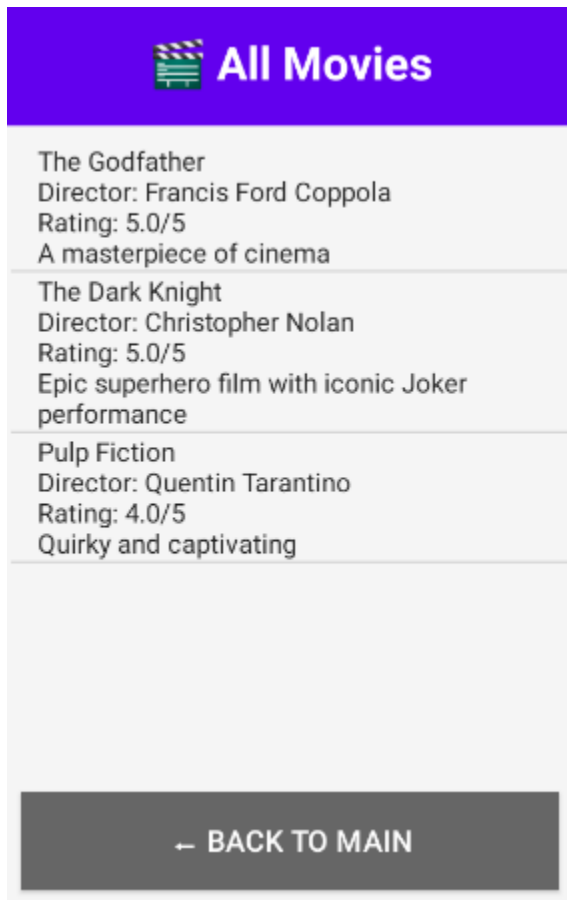 🎬 All Movies
The Godfather
Director: Francis Ford Coppola
Rating: 5.0/5
A masterpiece of cinema
The Dark Knight
Director: Christopher Nolan
Rating: 5.0/5
Epic superhero film with iconic Joker
performance
Pulp Fiction
Director: Quentin Tarantino
Rating: 4.0/5
Quirky and captivating
← BACK TO MAIN